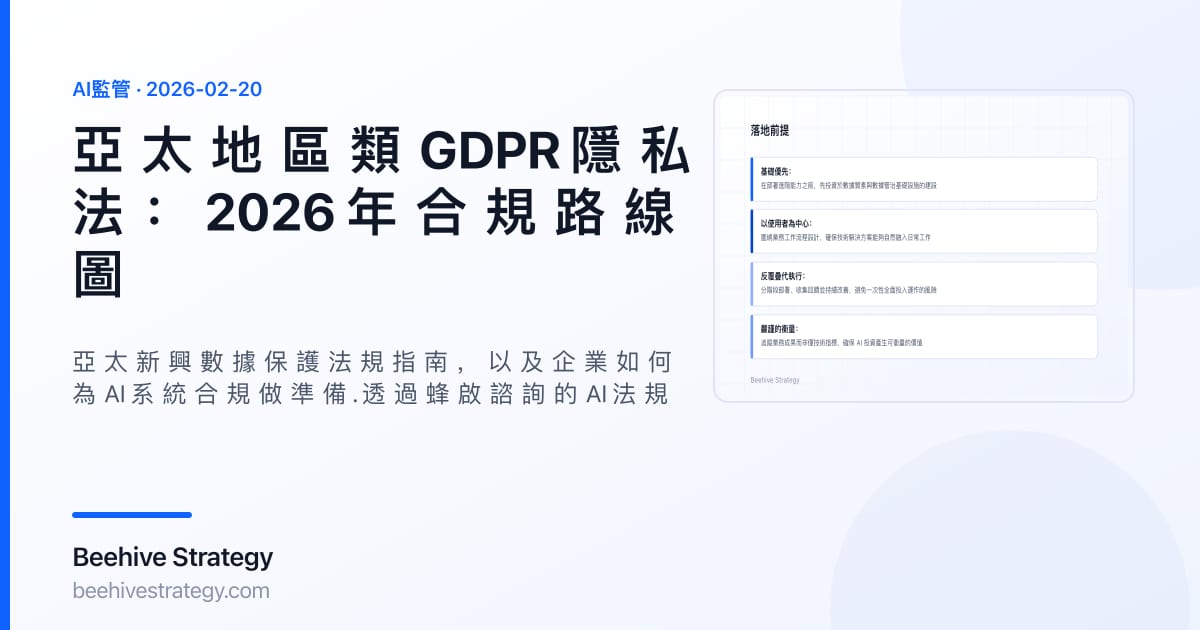 AI監管 · 2026-02-20
亞太地區類GDPR隱私
法：2026年合規路線
圖
亞太新興數據保護法規指南，以及企業如何
為AI系統合規做準備.透過蜂啟諮詢的AI法規
Beehive Strategy
beehivestrategy.com
落地前提
基礎優先：
在部署進階能力之前，先投資於數據質素與數據管治基礎設施的建設
以使用者為中心：
圍繞業務工作流程設計，確保技術解決方案能夠自然融入日常工作
反覆疊代執行：
分階段部署、收集回饋並持續改善，避免一次性全面投入運作的風險
嚴謹的衡量：
追蹤業務成果而非僅技術指標，確保 AI 投資產生可衡量的價值
Beehive Strategy